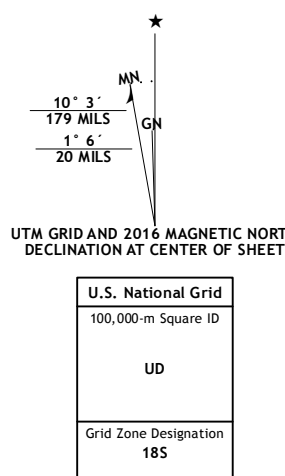 ★
MN
10° 3´
179 MILS
GN
1° 6´
20 MILS
UTM GRID AND 2016 MAGNETIC NORT
DECLINATION AT CENTER OF SHEET
U.S. National Grid
100,000-m Square ID
UD
Grid Zone Designation
18S